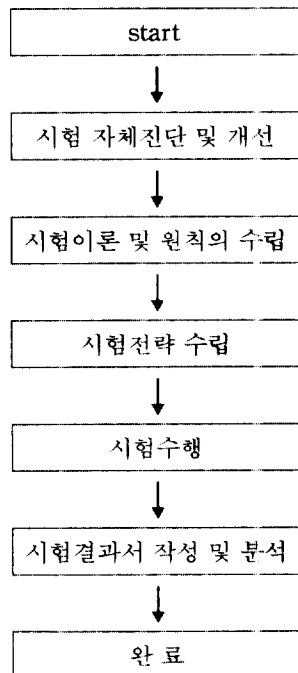 start
시험 자체진단 및 개선
시험이론 및 원칙의 수립
시험전략 수립
시험수행
시험결과서 작성 및 분석
완 료